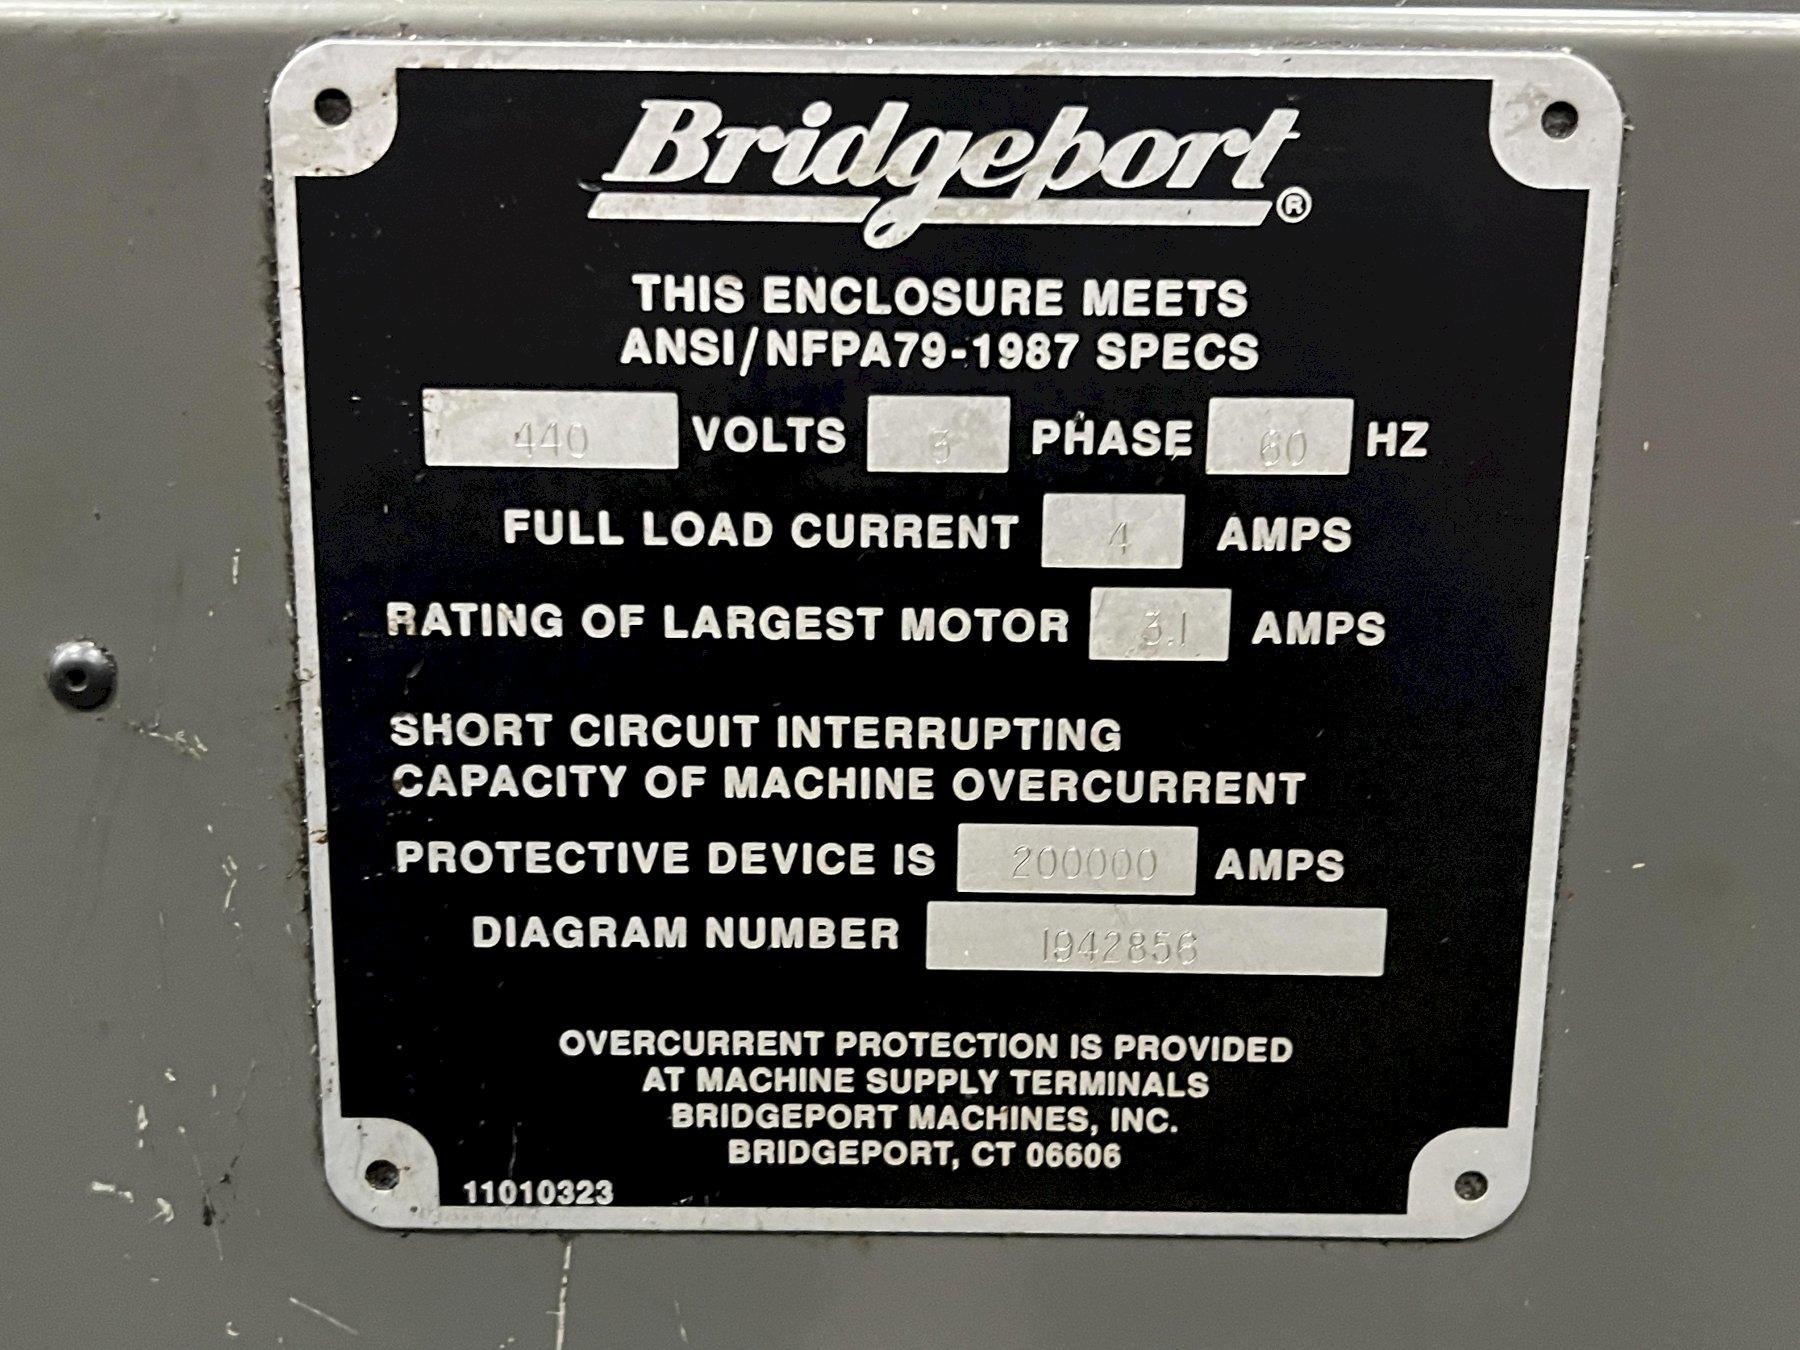 Bridgeport®
THIS ENCLOSURE MEETS
ANSI/NFPA79-1987 SPECS
440 VOLTS 3 PHASE 60 HZ
FULL LOAD CURRENT 4 AMPS
RATING OF LARGEST MOTOR 3.1 AMPS
SHORT CIRCUIT INTERRUPTING
CAPACITY OF MACHINE OVERCURRENT
PROTECTIVE DEVICE IS 200000 AMPS
DIAGRAM NUMBER 1942856
OVERCURRENT PROTECTION IS PROVIDED
AT MACHINE SUPPLY TERMINALS
BRIDGEPORT MACHINES, INC.
BRIDGEPORT, CT 06606
11010323